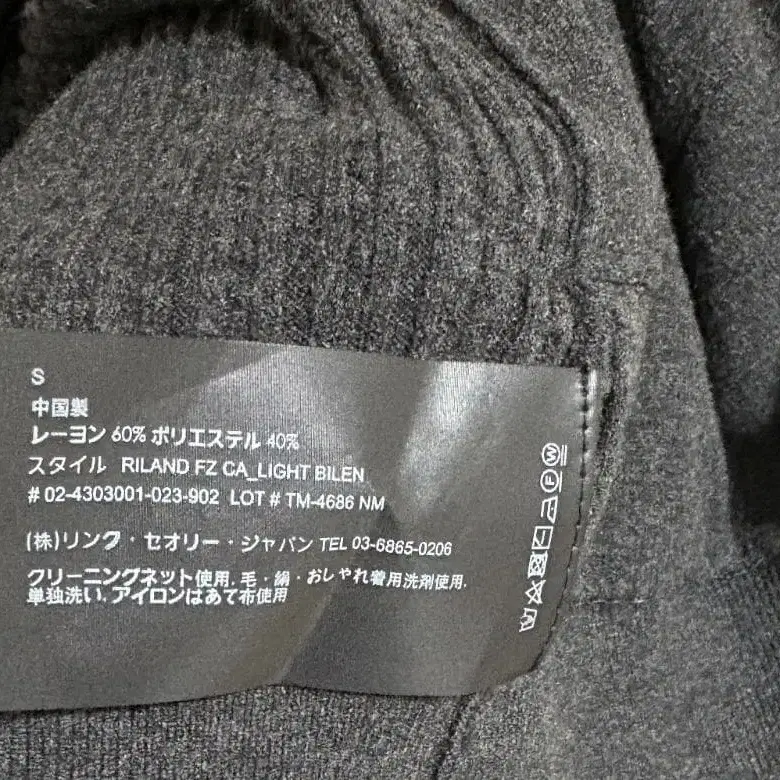 S
中国製
レーヨン 60% ポリエステル 40%
スタイル RILAND FZ CA_LIGHT BILEN
# 02-4303001-023-902 LOT # TM-4686 NM
(株)リンク・セオリー・ジャパン TEL 03-6865-0206
クリーニングネット使用. 毛・絹・おしゃれ着用洗剤使用.
単独洗い. アイロンはあて布使用
W
F